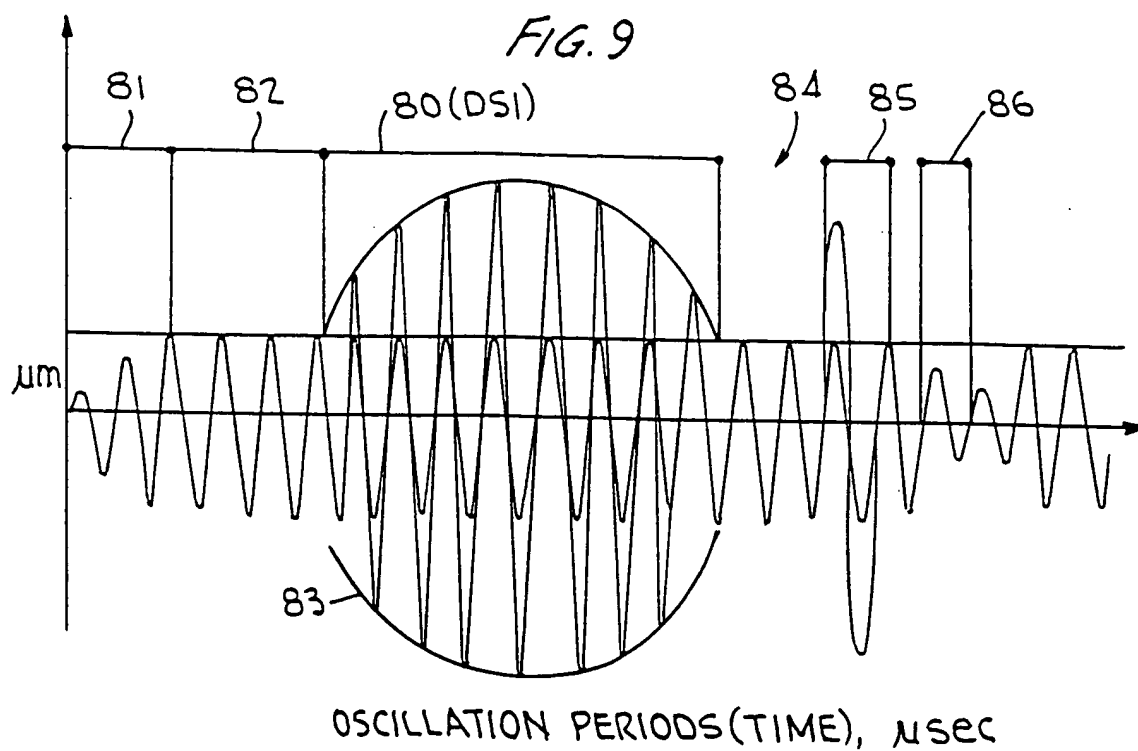 FIG. 9
81
82
80(DSI)
84
85
86
μm
83
OSCILLATION PERIODS(TIME), μsec